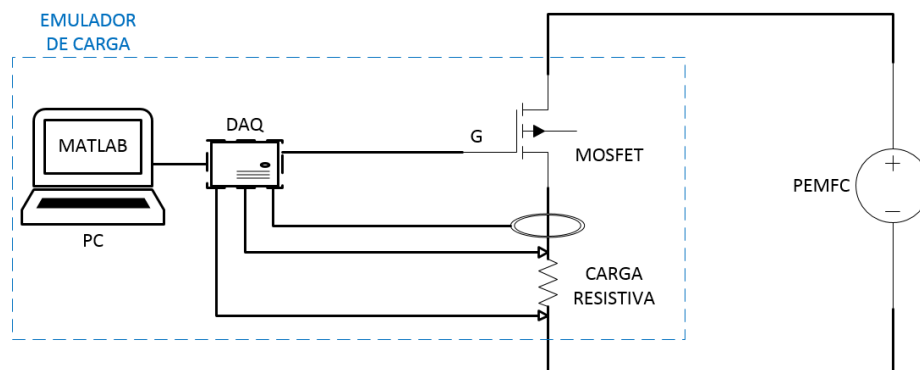 EMULADOR
DE CARGA
DAQ
MATLAB
G
MOSFET
PEMFC
PC
CARGA
RESISTIVA